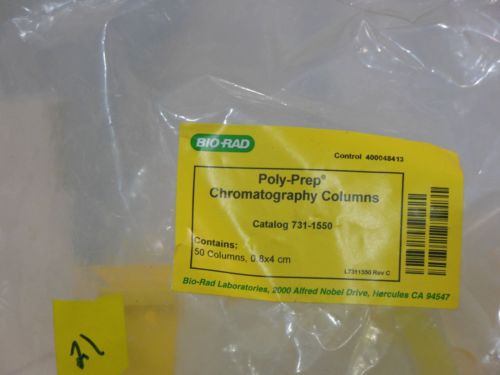 BIO-RAD
Control 400048413
Poly-Prep®
Chromatography Columns
Catalog 731-1550
Contains:
50 Columns, 0.8x4 cm
L7311550 Rev C
Bio-Rad Laboratories, 2000 Alfred Nobel Drive, Hercules CA 94547
21